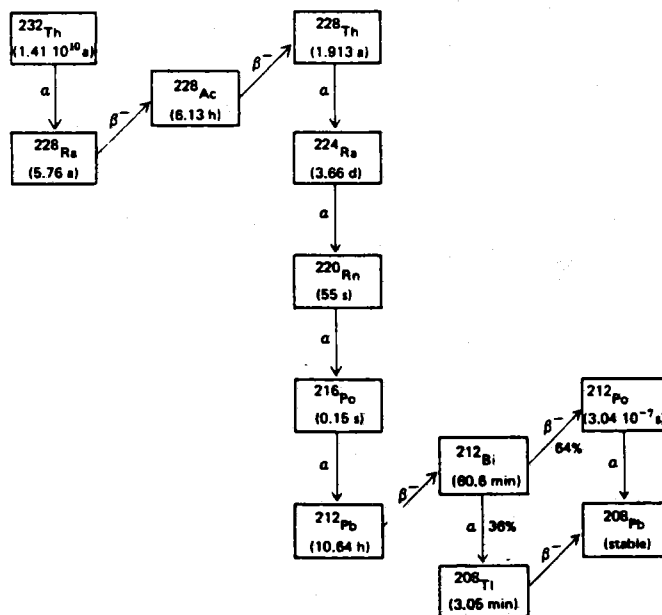 232Th
(1.41 10^10 a)
α
228Ra
(5.76 a)
β−
228Ac
(6.13 h)
β−
228Th
(1.913 a)
α
224Ra
(3.66 d)
α
220Rn
(55 s)
α
216Po
(0.15 s)
α
212Pb
(10.64 h)
β−
212Bi
(60.6 min)
β−
64%
212Po
(3.04 10^-7 s)
α
208Pb
(stable)
α 36%
208Tl
(3.05 min)
β−